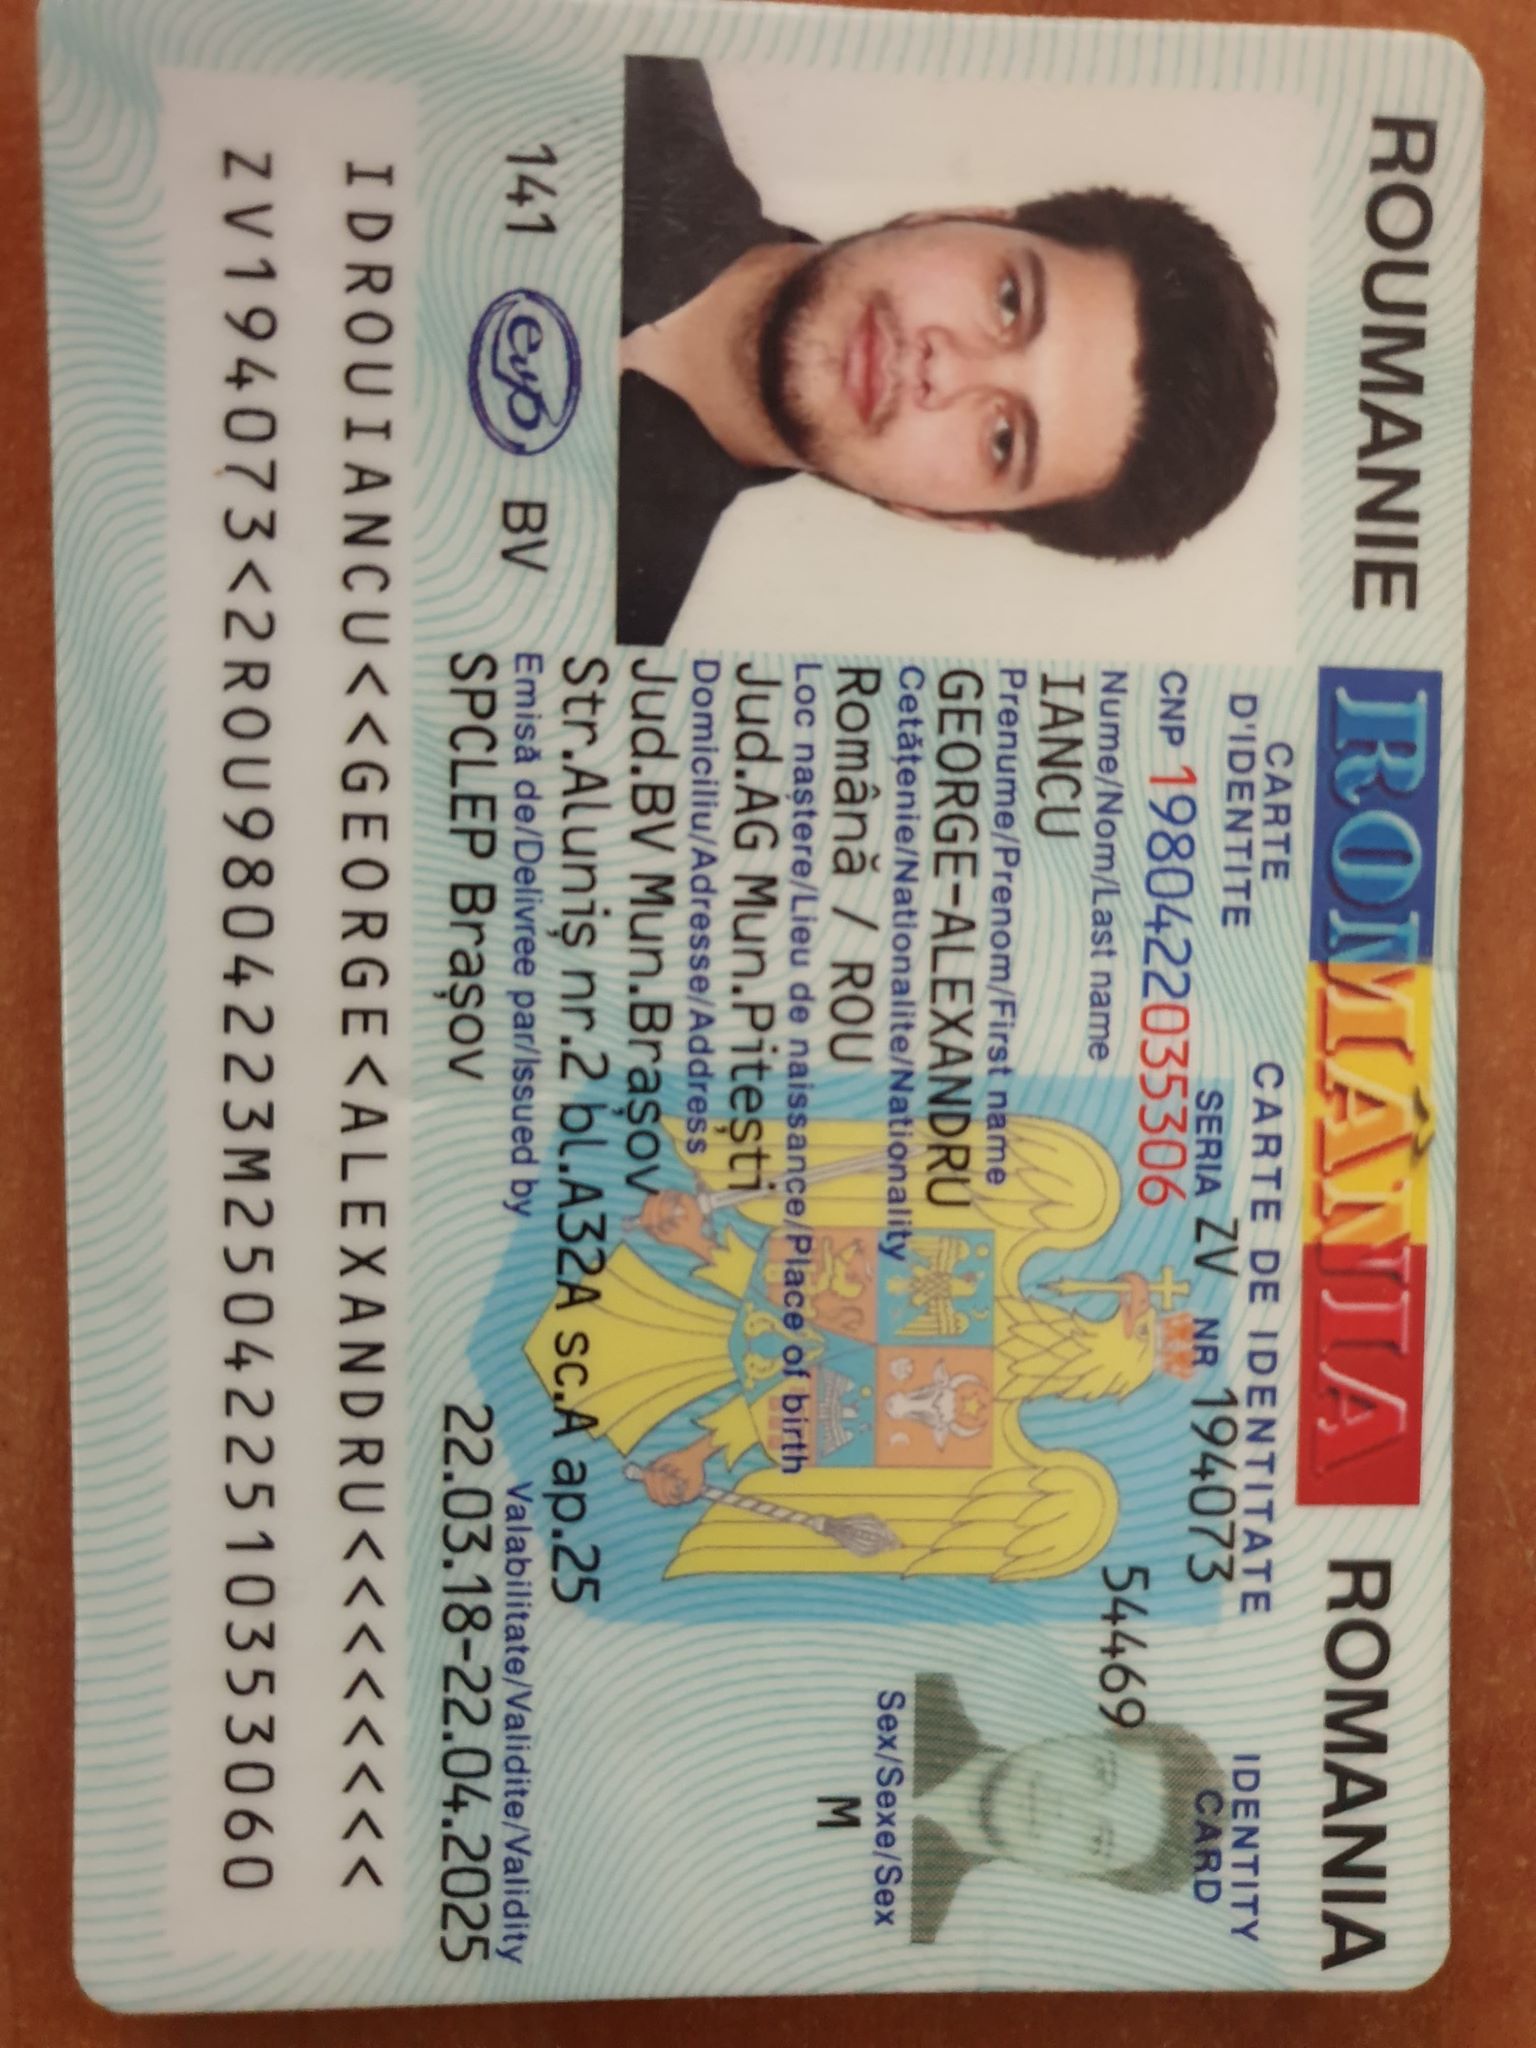 ROUMANIE ROMÂNIA ROMANIA
CARTE D'IDENTITE
CARTE DE IDENTITATE
IDENTITY CARD
SERIA ZV NR 194073
CNP 1980422035306
54469
Nume/Nom/Last name
IANCU
Prenume/Prenom/First name
GEORGE-ALEXANDRU
Cetățenie/Nationalite/Nationality
Română / ROU
Sex/Sexe/Sex
M
Loc naștere/Lieu de naissance/Place of birth
Jud.AG Mun.Pitești
Domiciliu/Adresse/Address
Jud.BV Mun.Brașov
Str.Aluniș nr.2 bl.A32A sc.A ap.25
141 evp BV
Emisă de/Delivree par/Issued by
SPCLEP Brașov
Valabilitate/Validite/Validity
22.03.18-22.04.2025
IDROUIANCU<<GEORGE<ALEXANDRU<<<<<<<<
ZV194073<2ROU9804223M250422510353060